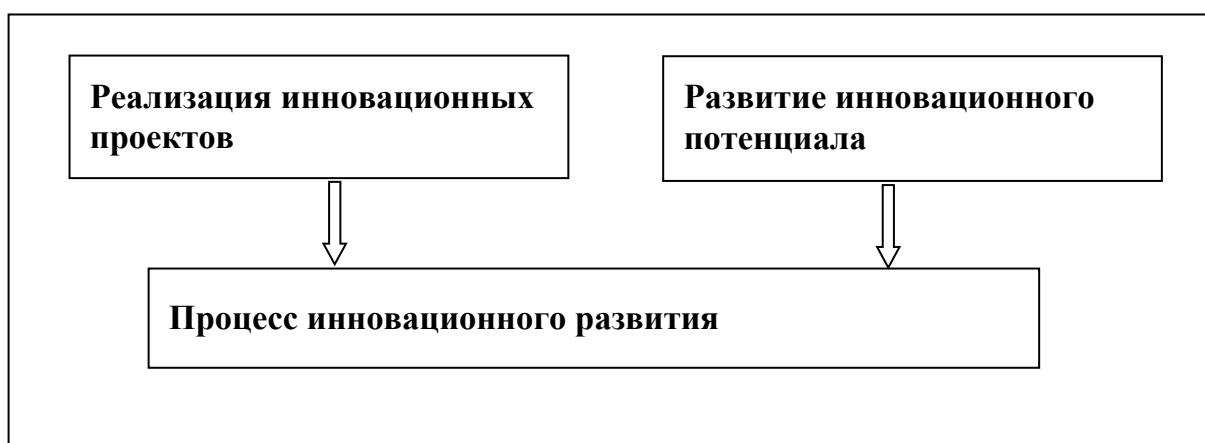 Реализация инновационных
проектов
Развитие инновационного
потенциала
Процесс инновационного развития